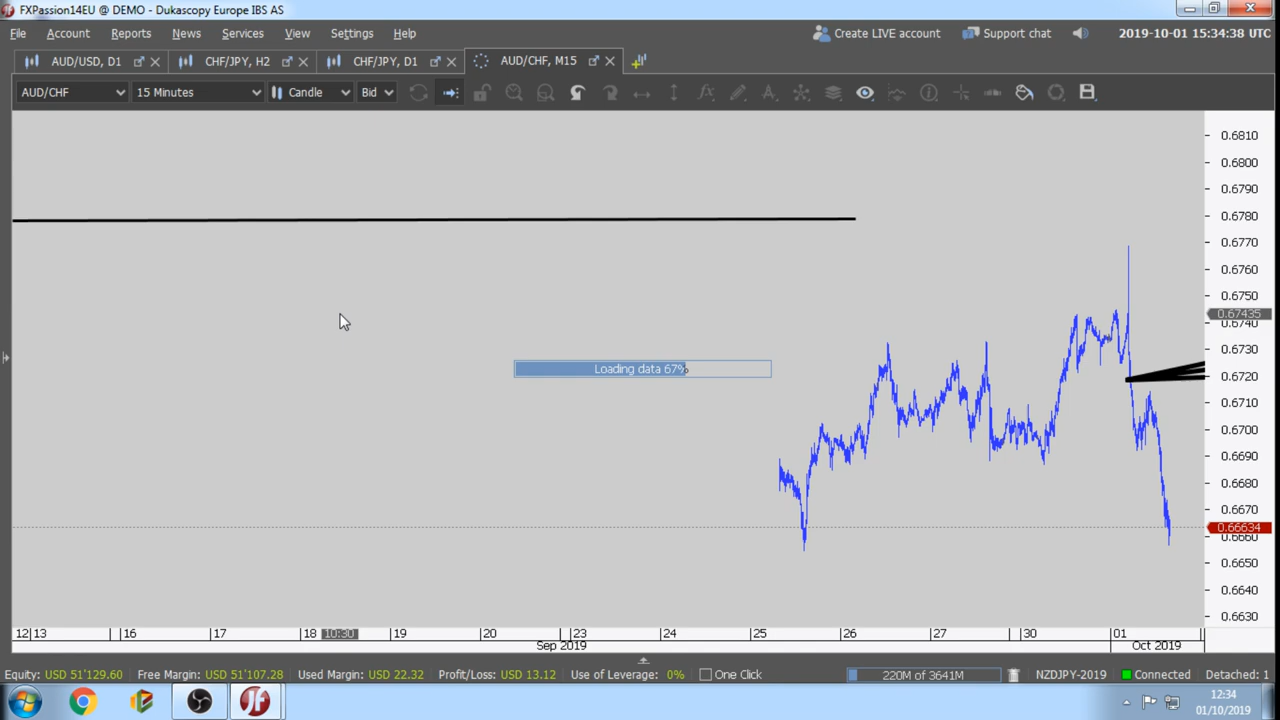 FXPassion14EU @ DEMO - Dukascopy Europe IBS AS
File Account Reports News Services View Settings Help Create LIVE account Support chat 2019-10-01 15:34:38 UTC
AUD/USD, D1 CHF/JPY, H2 CHF/JPY, D1 AUD/CHF, M15
AUD/CHF 15 Minutes Candle Bid
0.6810
0.6800
0.6790
0.6780
0.6770
0.6760
0.6750
0.67435
0.6740
0.6730
Loading data 67%
0.6720
0.6710
0.6700
0.6690
0.6680
0.6670
0.66634
0.6660
0.6650
0.6640
0.6630
12 13 16 17 18 10:30 19 20 23 24 25 26 27 30 01
Sep 2019 Oct 2019
Equity: USD 51'129.60 Free Margin: USD 51'107.28 Used Margin: USD 22.32 Profit/Loss: USD 13.12 Use of Leverage: 0% One Click 220M of 3641M NZDJPY-2019 Connected Detached: 1
12:34
01/10/2019